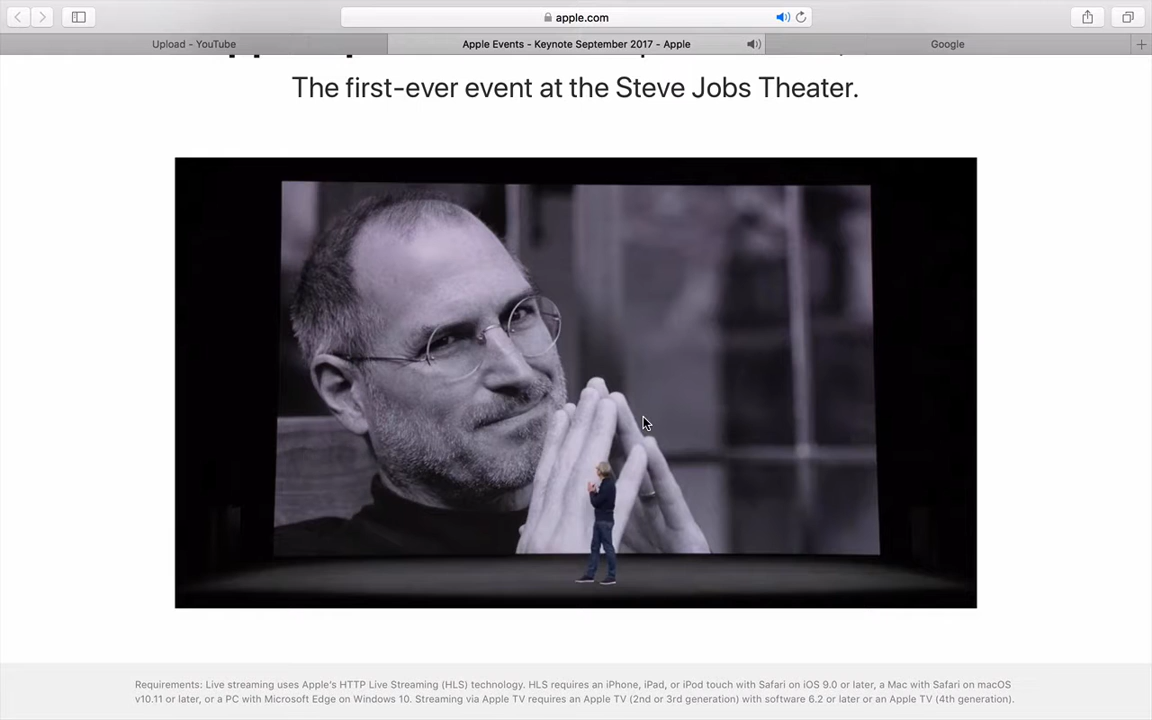 apple.com
Upload - YouTube
Apple Events - Keynote September 2017 - Apple
Google
The first-ever event at the Steve Jobs Theater.
Requirements: Live streaming uses Apple's HTTP Live Streaming (HLS) technology. HLS requires an iPhone, iPad, or iPod touch with Safari on iOS 9.0 or later, a Mac with Safari on macOS
v10.11 or later, or a PC with Microsoft Edge on Windows 10. Streaming via Apple TV requires an Apple TV (2nd or 3rd generation) with software 6.2 or later or an Apple TV (4th generation).